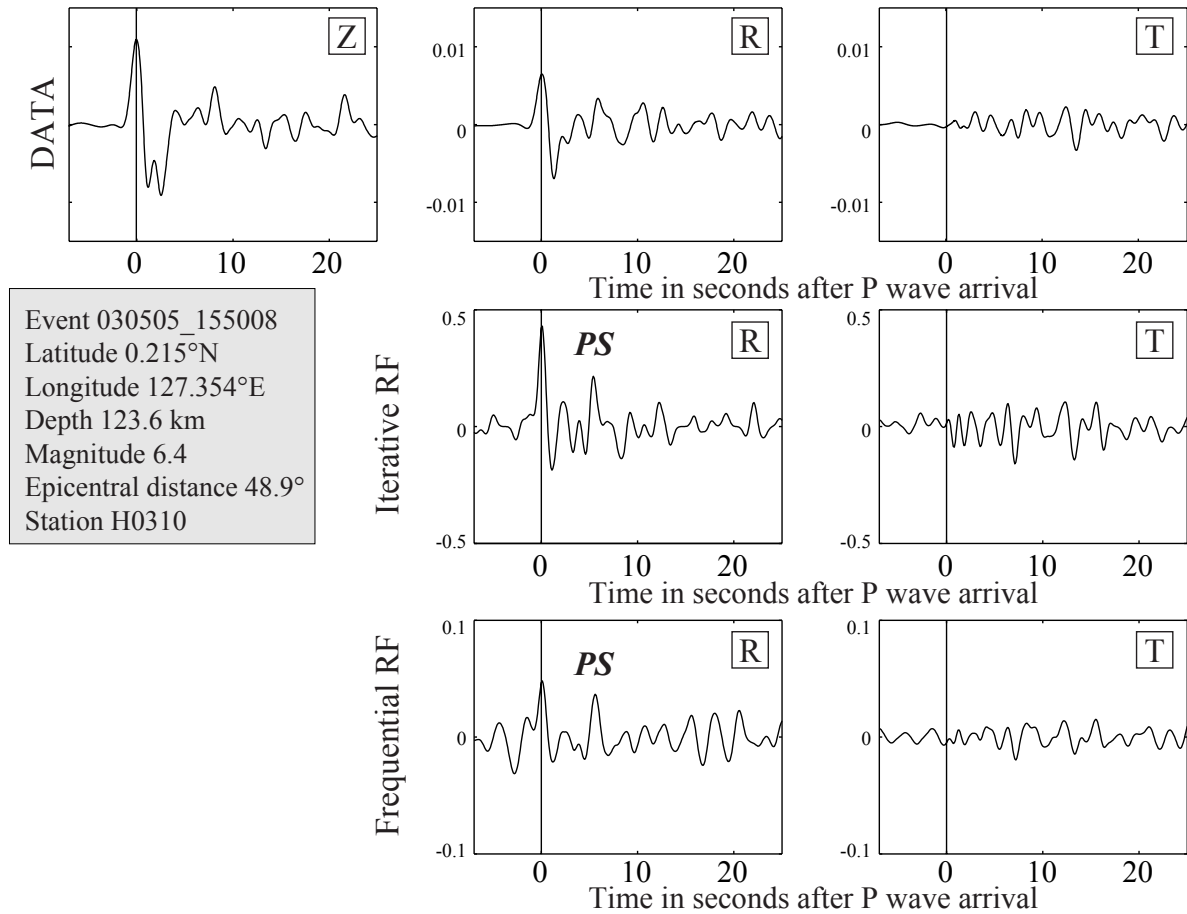 DATA
Z
0 10 20
0.01
0
-0.01
R
0 10 20
0.01
0
-0.01
T
0 10 20
Time in seconds after P wave arrival
Event 030505_155008
Latitude 0.215°N
Longitude 127.354°E
Depth 123.6 km
Magnitude 6.4
Epicentral distance 48.9°
Station H0310
Iterative RF
0.5
0
-0.5
PS
R
0 10 20
0.5
0
-0.5
T
0 10 20
Time in seconds after P wave arrival
Frequential RF
0.1
0
-0.1
PS
R
0 10 20
0.1
0
-0.1
T
0 10 20
Time in seconds after P wave arrival